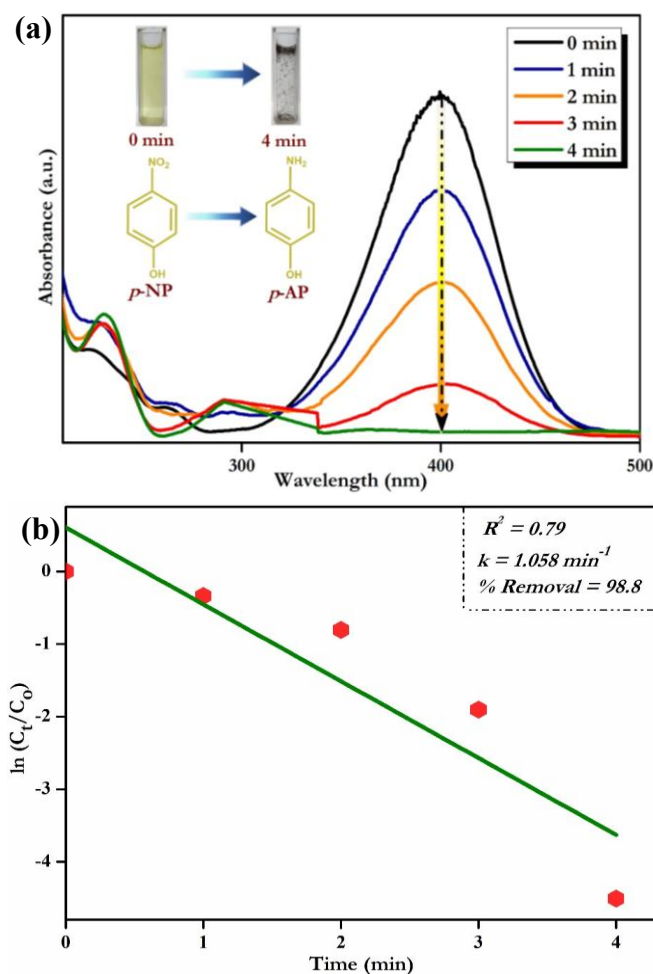 (a)
0 min
1 min
2 min
3 min
4 min
0 min
4 min
NO₂
NH₂
OH
OH
p-NP
p-AP
Absorbance (a.u.)
300
400
500
Wavelength (nm)
(b)
R² = 0.79
k = 1.058 min⁻¹
% Removal = 98.8
0
-1
-2
-3
-4
ln (Cₜ/Cₒ)
0
1
2
3
4
Time (min)